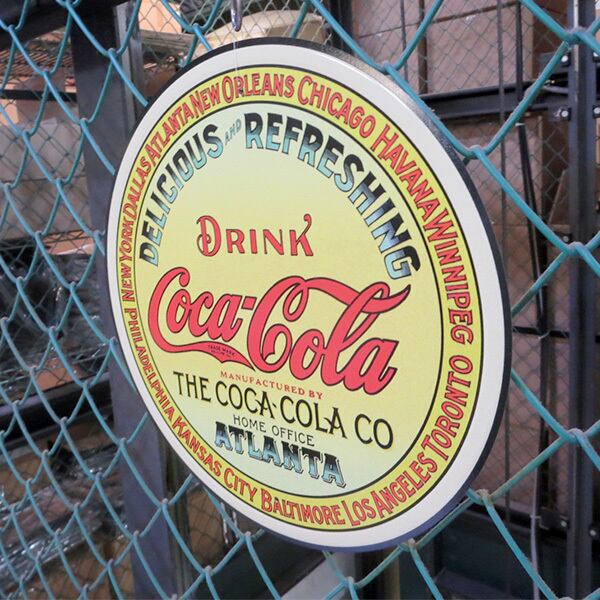 NEW YORK DALLAS ATLANTA NEW ORLEANS CHICAGO HAVANA WINNIPEG TORONTO LOS ANGELES BALTIMORE KANSAS CITY PHILADELPHIA
DELICIOUS AND REFRESHING
DRINK
Coca-Cola
TRADE MARK
MANUFACTURED BY
THE COCA-COLA CO
HOME OFFICE
ATLANTA